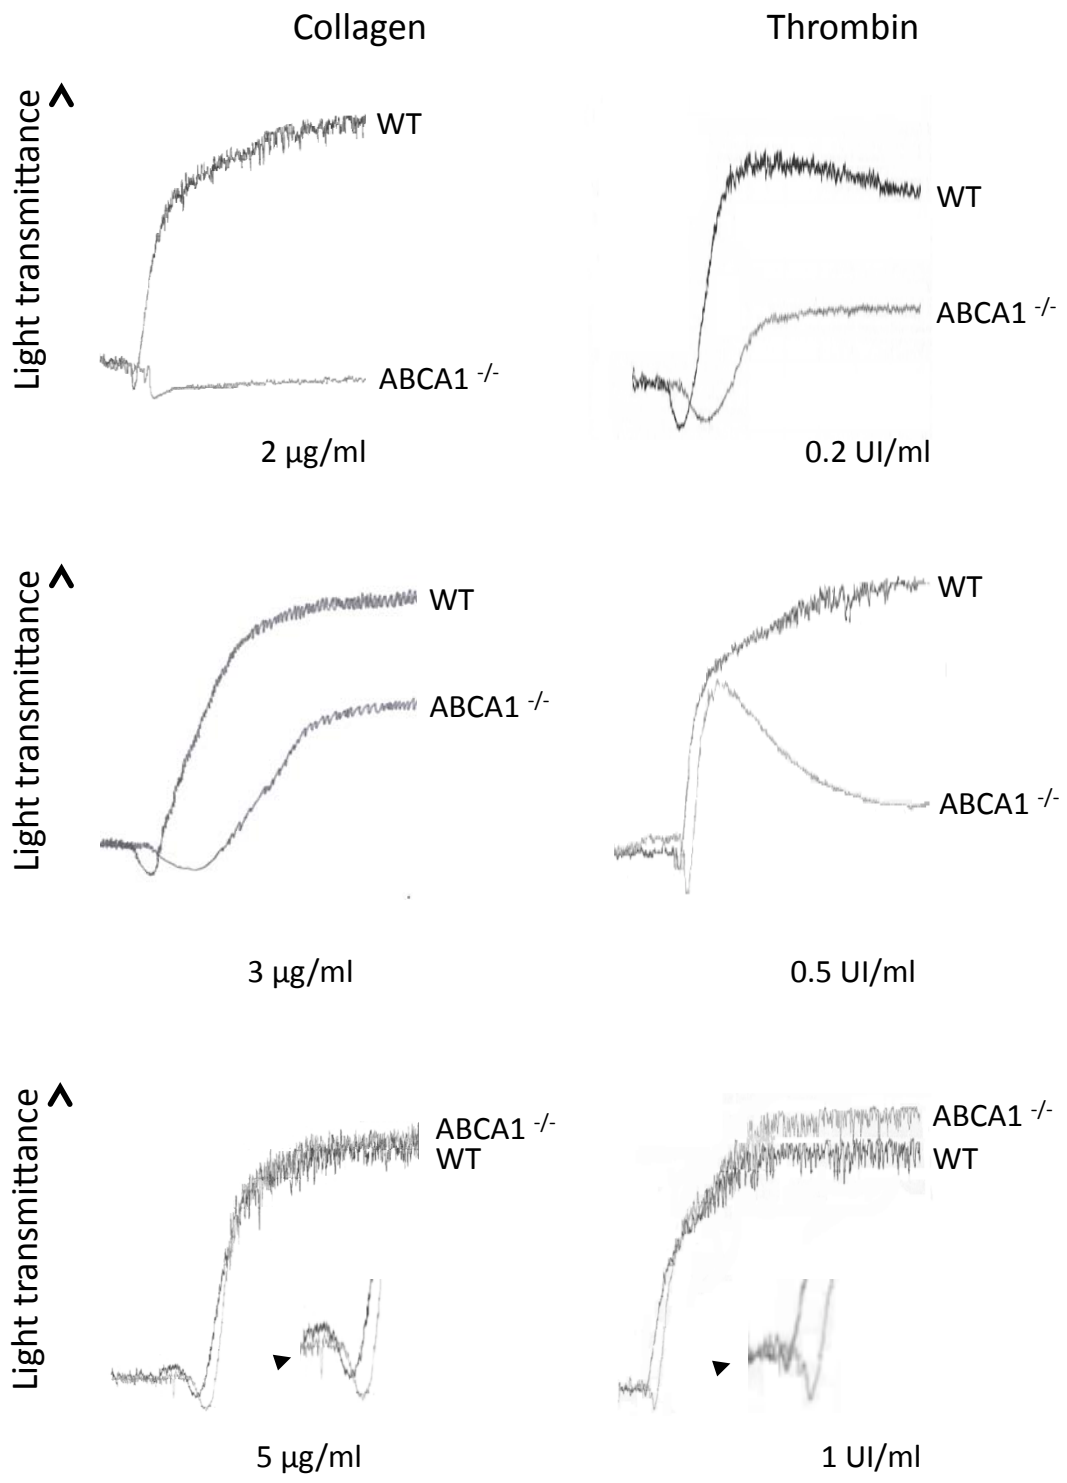 Collagen
Thrombin
Light transmittance
WT
ABCA1 -/-
2 µg/ml
WT
ABCA1 -/-
0.2 UI/ml
Light transmittance
WT
ABCA1 -/-
3 µg/ml
WT
ABCA1 -/-
0.5 UI/ml
Light transmittance
ABCA1 -/-
WT
5 µg/ml
ABCA1 -/-
WT
1 UI/ml